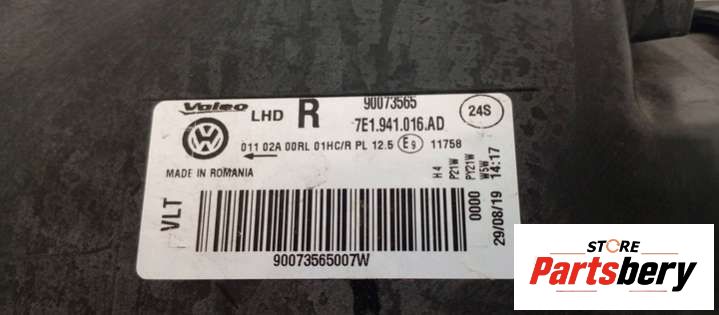 Valeo LHD R 90073565
7E1.941.016.AD 24S
VW 011 02A 00RL 01HC/R PL 12.5 E9 11758
MADE IN ROMANIA
H4
P21W
PY21W
W5W
VLT
0000
29/08/19 14:17
90073565007W
STORE
Partsbery